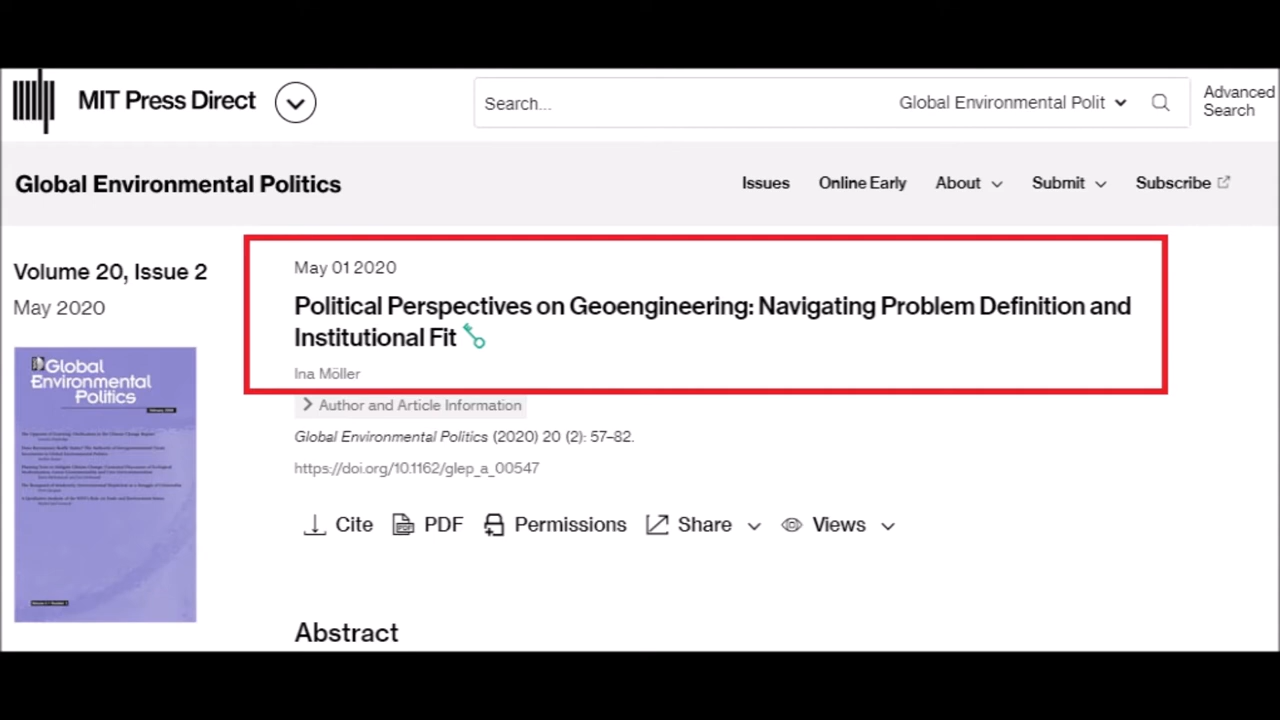 MIT Press Direct
Search...
Global Environmental Polit
Advanced
Search
Global Environmental Politics
Issues
Online Early
About
Submit
Subscribe
Volume 20, Issue 2
May 2020
Global
Environmental
Politics
May 01 2020
Political Perspectives on Geoengineering: Navigating Problem Definition and
Institutional Fit
Ina Möller
Author and Article Information
Global Environmental Politics (2020) 20 (2): 57–82.
https://doi.org/10.1162/glep_a_00547
Cite
PDF
Permissions
Share
Views
Abstract